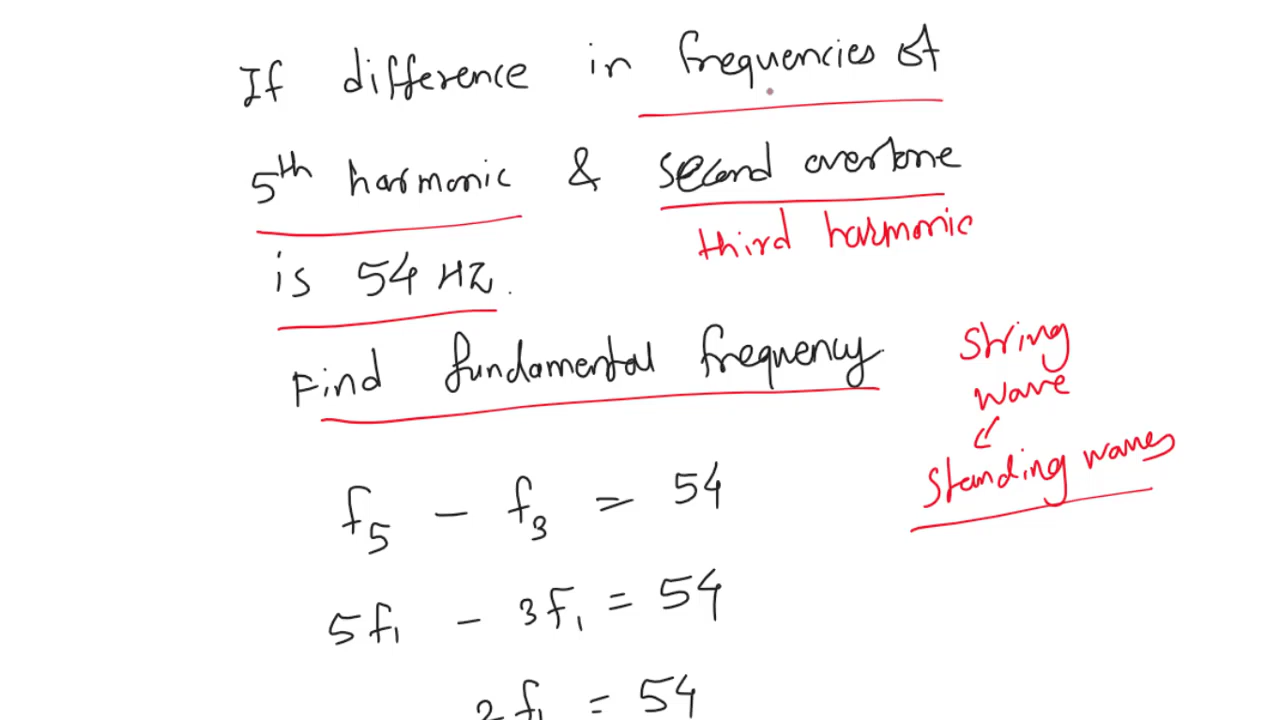 If difference in frequencies of
5th harmonic & second overtone
third harmonic
is 54 Hz.
Find fundamental frequency
String
wave
standing waves
f5 - f3 = 54
5f1 - 3f1 = 54
2f1 = 54